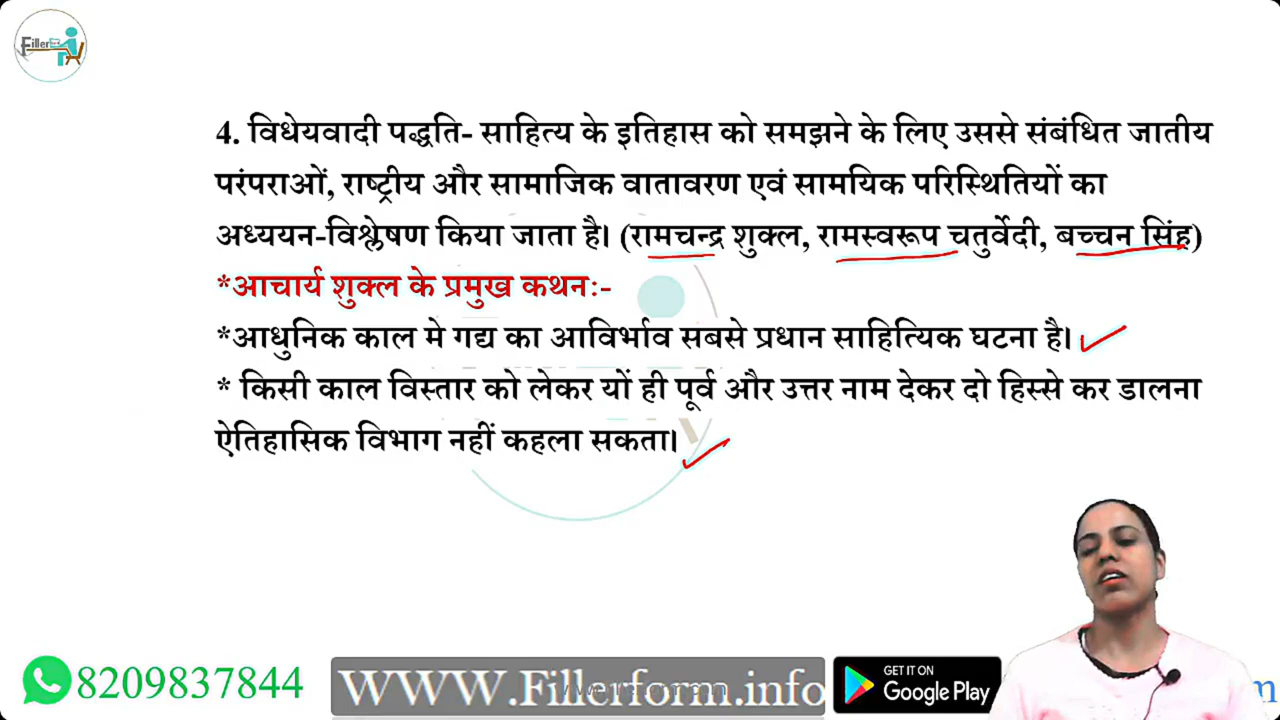 Filler
4. विधेयवादी पद्धति- साहित्य के इतिहास को समझने के लिए उससे संबंधित जातीय
परंपराओं, राष्ट्रीय और सामाजिक वातावरण एवं सामयिक परिस्थितियों का
अध्ययन-विश्लेषण किया जाता है। (रामचन्द्र शुक्ल, रामस्वरूप चतुर्वेदी, बच्चन सिंह)
*आचार्य शुक्ल के प्रमुख कथन:-
*आधुनिक काल मे गद्य का आविर्भाव सबसे प्रधान साहित्यिक घटना है।
* किसी काल विस्तार को लेकर यों ही पूर्व और उत्तर नाम देकर दो हिस्से कर डालना
ऐतिहासिक विभाग नहीं कहला सकता।
8209837844
www.Fillerform.info
GET IT ON
Google Play